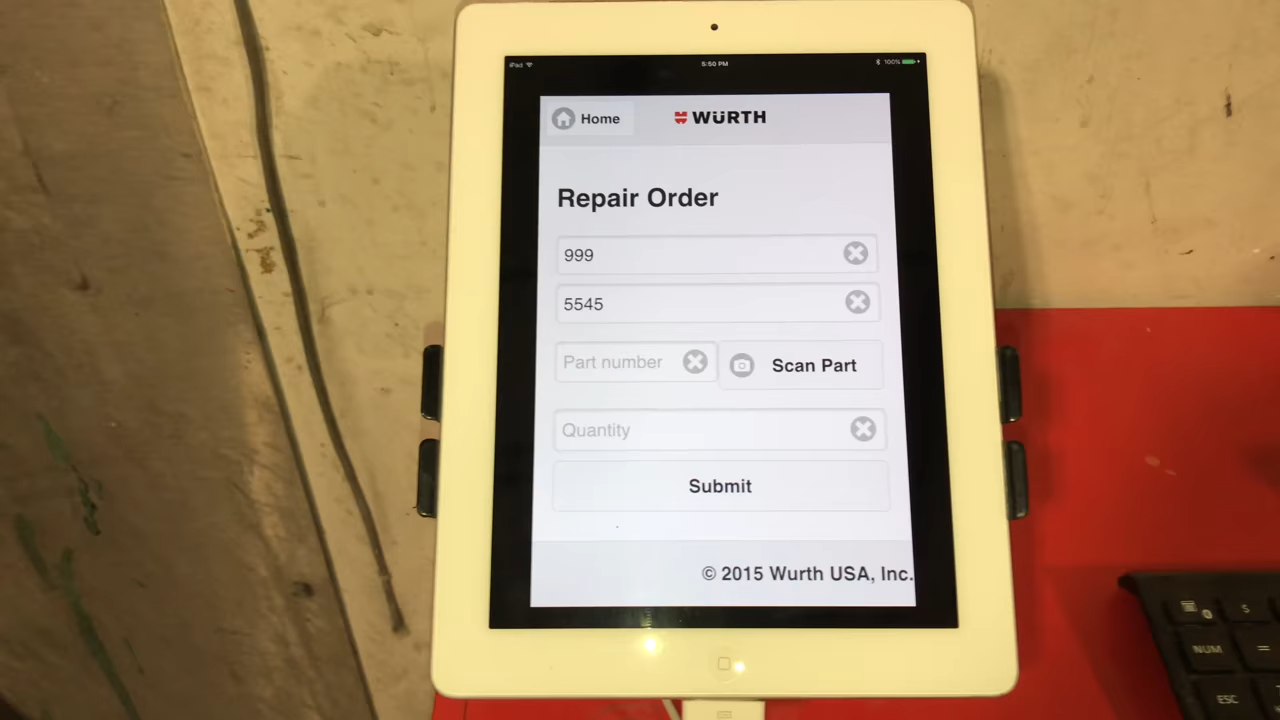 iPad 5:50 PM 100%
Home WÜRTH
Repair Order
999
5545
Part number Scan Part
Quantity
Submit
© 2015 Wurth USA, Inc.
S
NUM =
ESC